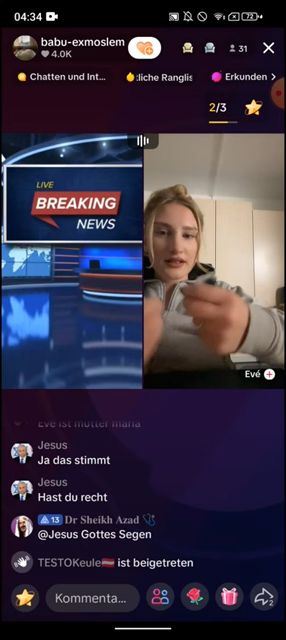 04:34
73
babu-exmoslem
4.0K
31
Chatten und Int...
:liche Ranglis
Erkunden
2/3
LIVE
BREAKING
NEWS
Evé
Eve ist mutter maria
Jesus
Ja das stimmt
Jesus
Hast du recht
13 Dr Sheikh Azad
@Jesus Gottes Segen
TESTOKeule ist beigetreten
Kommenta...
2